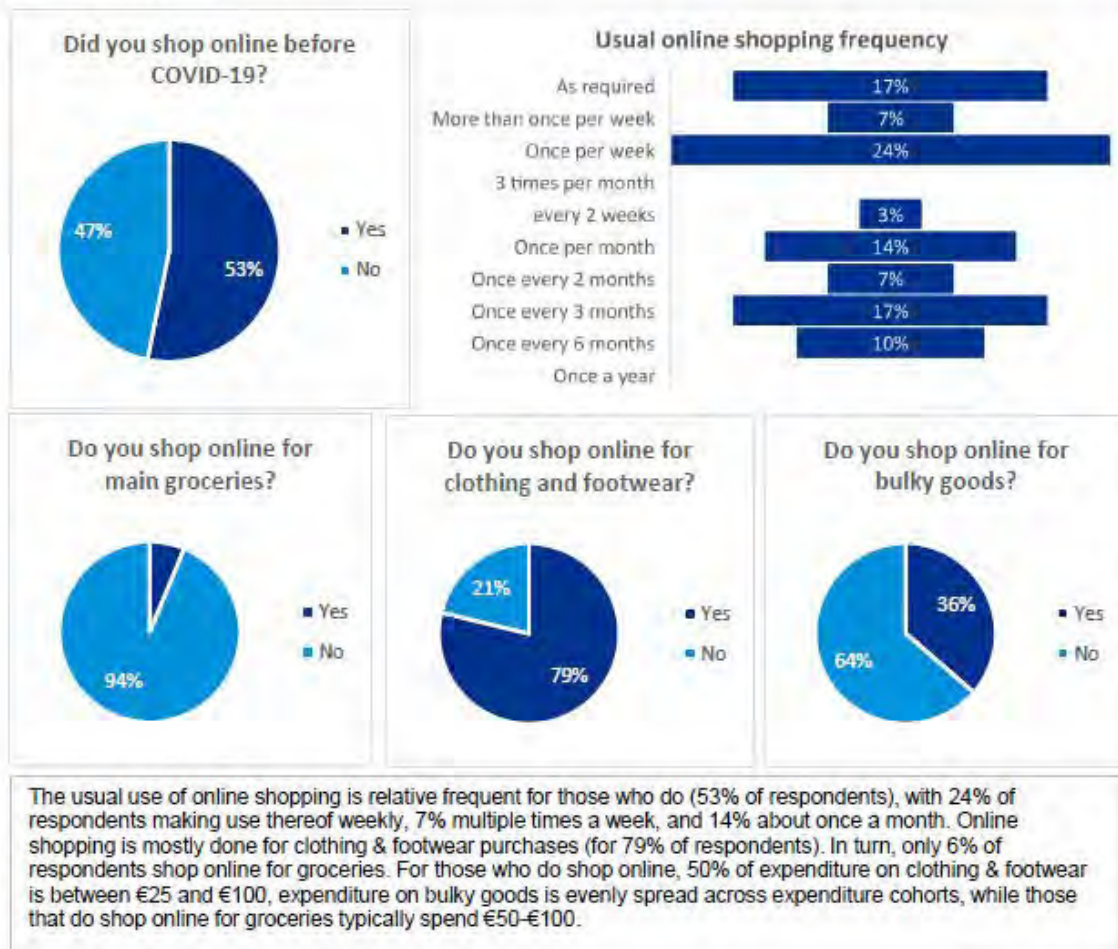 Did you shop online before
COVID-19?
47%
53%
Yes
No
Usual online shopping frequency
As required
17%
More than once per week
7%
Once per week
24%
3 times per month
every 2 weeks
3%
Once per month
14%
Once every 2 months
7%
Once every 3 months
17%
Once every 6 months
10%
Once a year
Do you shop online for
main groceries?
94%
Yes
No
Do you shop online for
clothing and footwear?
21%
79%
Yes
No
Do you shop online for
bulky goods?
36%
64%
Yes
No
The usual use of online shopping is relative frequent for those who do (53% of respondents), with 24% of
respondents making use thereof weekly, 7% multiple times a week, and 14% about once a month. Online
shopping is mostly done for clothing & footwear purchases (for 79% of respondents). In turn, only 6% of
respondents shop online for groceries. For those who do shop online, 50% of expenditure on clothing & footwear
is between €25 and €100, expenditure on bulky goods is evenly spread across expenditure cohorts, while those
that do shop online for groceries typically spend €50-€100.